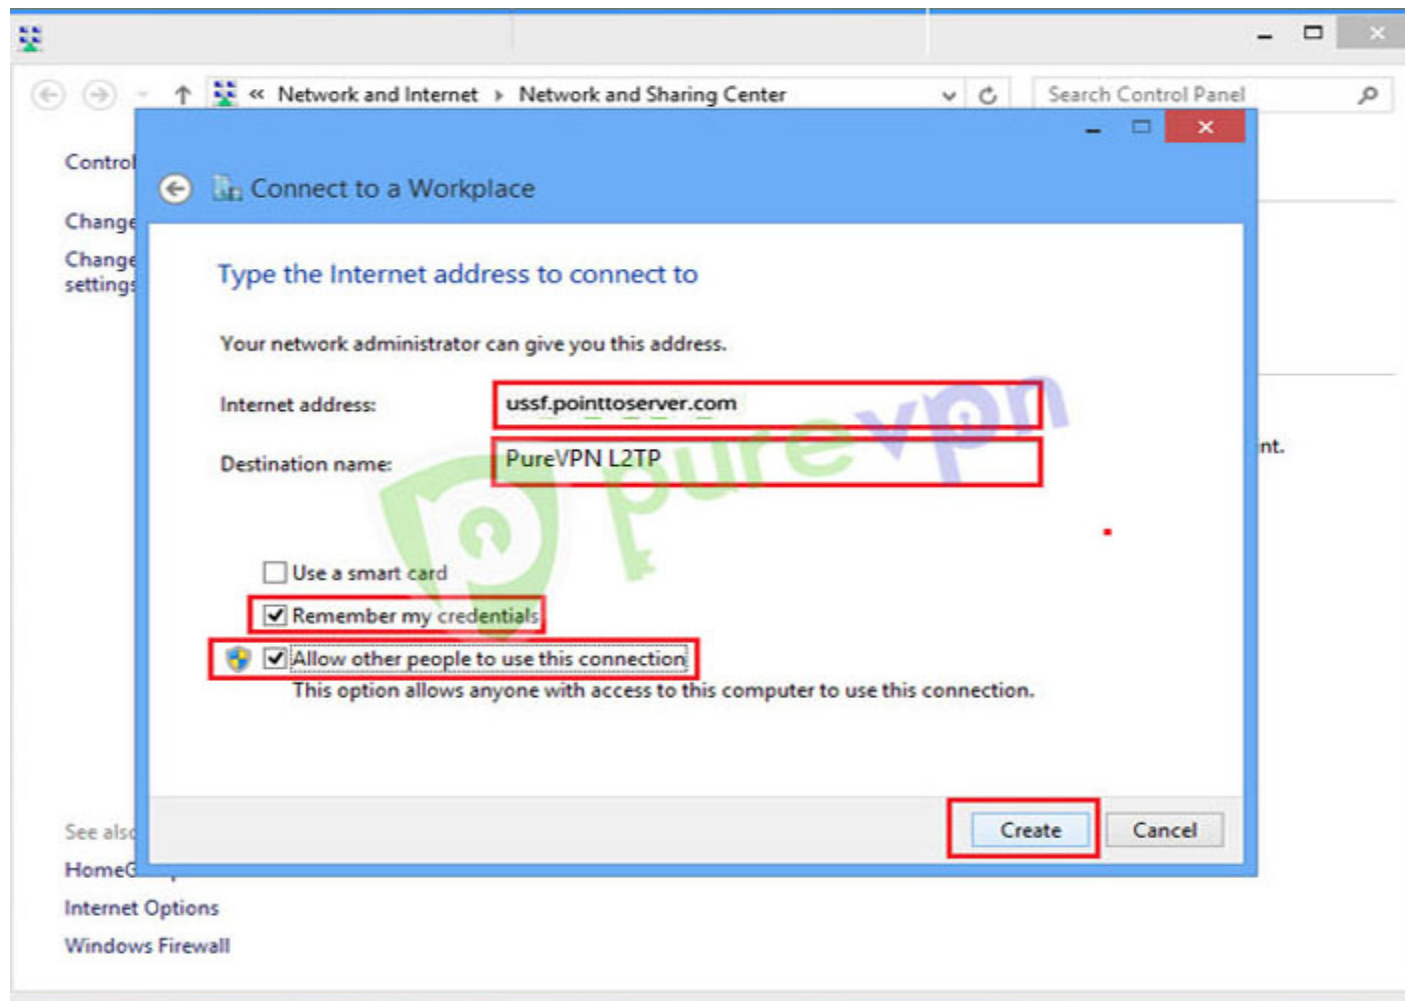 « Network and Internet › Network and Sharing Center
Search Control Panel
Control
Change
Change
settings
Connect to a Workplace
Type the Internet address to connect to
Your network administrator can give you this address.
Internet address:
ussf.pointtoserver.com
Destination name:
PureVPN L2TP
purevpn
Use a smart card
Remember my credentials
Allow other people to use this connection
This option allows anyone with access to this computer to use this connection.
Create
Cancel
See also
Internet Options
Windows Firewall